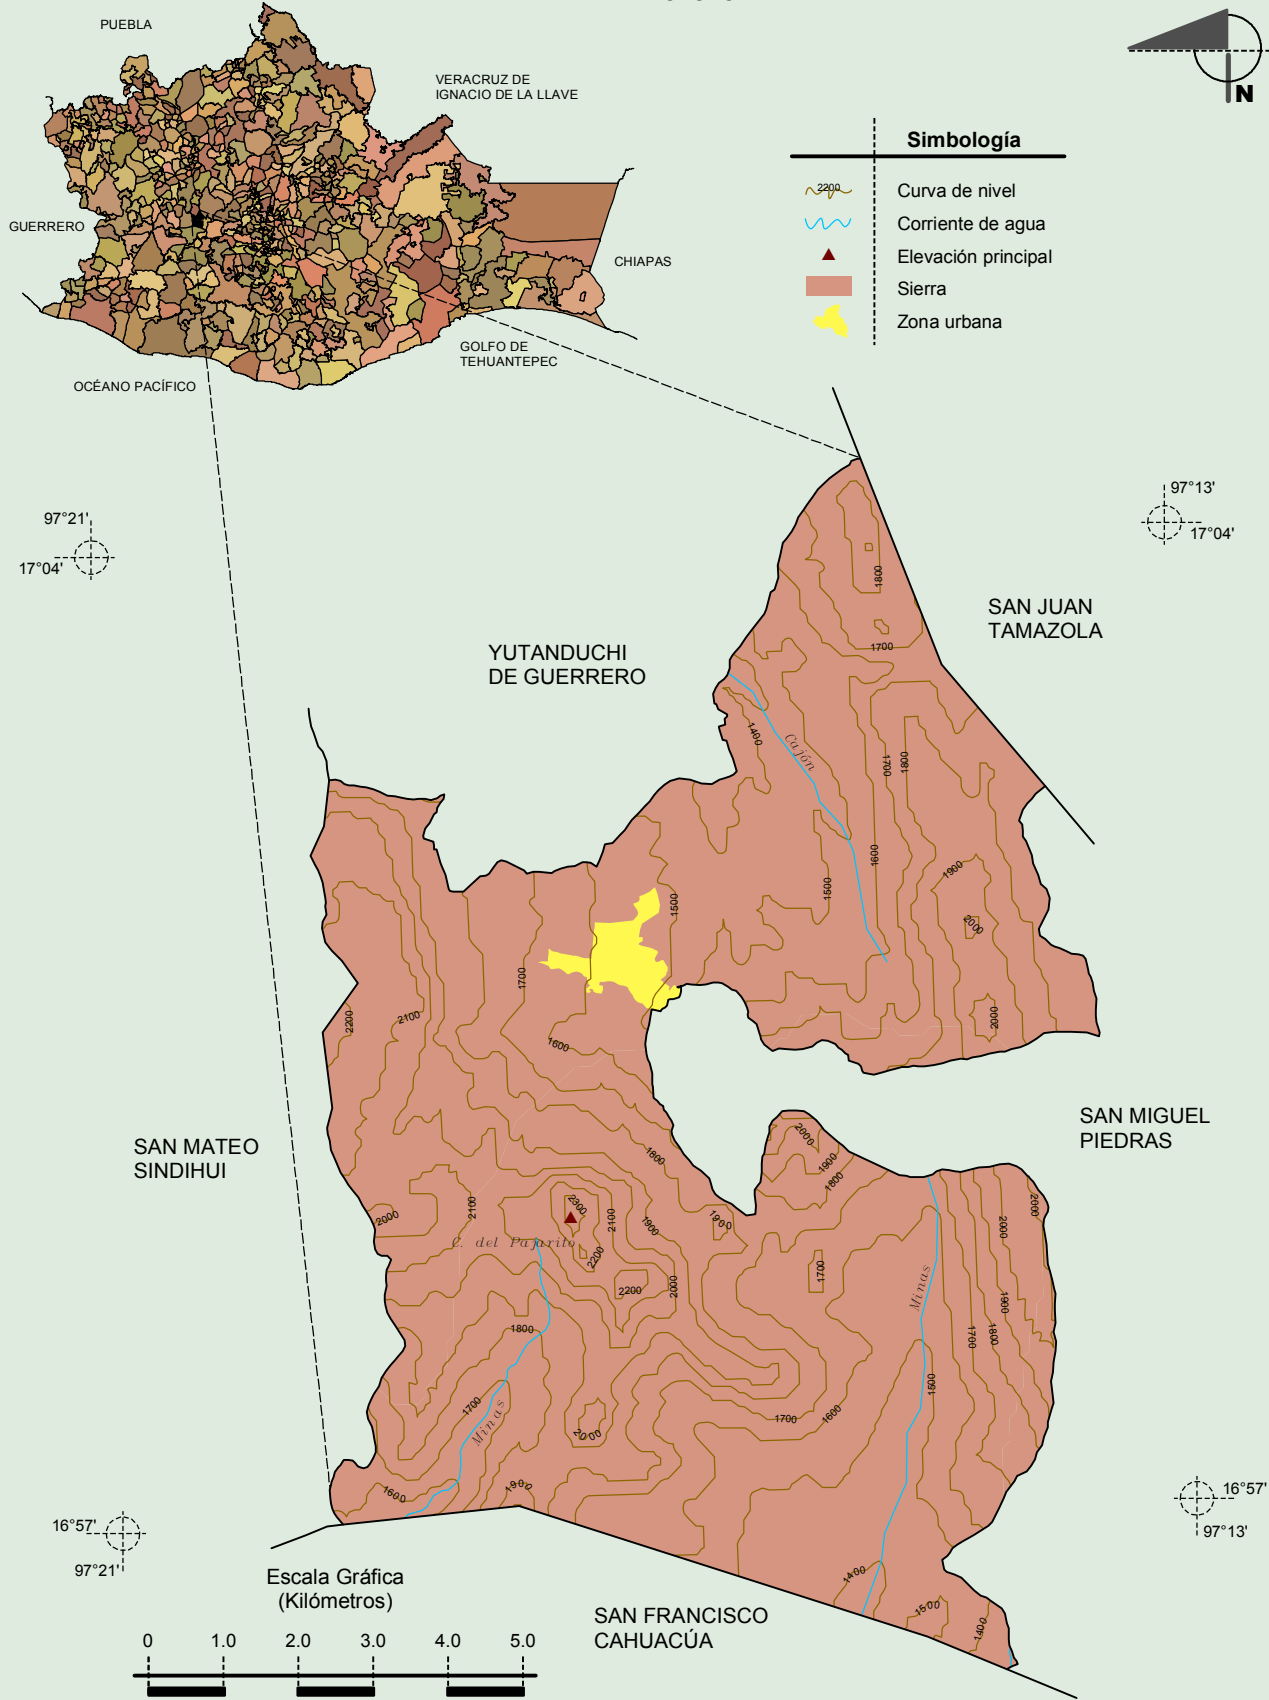 PUEBLA
VERACRUZ DE
IGNACIO DE LA LLAVE
GUERRERO
CHIAPAS
GOLFO DE
TEHUANTEPEC
OCÉANO PACÍFICO
N
Simbología
2200
Curva de nivel
Corriente de agua
Elevación principal
Sierra
Zona urbana
97°21'
17°04'
97°13'
17°04'
SAN JUAN
TAMAZOLA
YUTANDUCHI
DE GUERRERO
1800
1700
1400
Cajón
1700
1800
1600
1500
1900
2000
1500
1700
2200
2100
2000
1600
SAN MATEO
SINDIHUI
SAN MIGUEL
PIEDRAS
1800
2000
1900
1800
2000
2100
2300
2100
1900
1900
2000
2000
C. del Pajarito
2200
2200
2000
1700
Minas
1900
1800
1700
1800
1500
1700
Minas
2000
1700
1600
1600
1900
1400
1500
1400
16°57'
97°21'
16°57'
97°13'
Escala Gráfica
(Kilómetros)
SAN FRANCISCO
CAHUACÚA
0 1.0 2.0 3.0 4.0 5.0